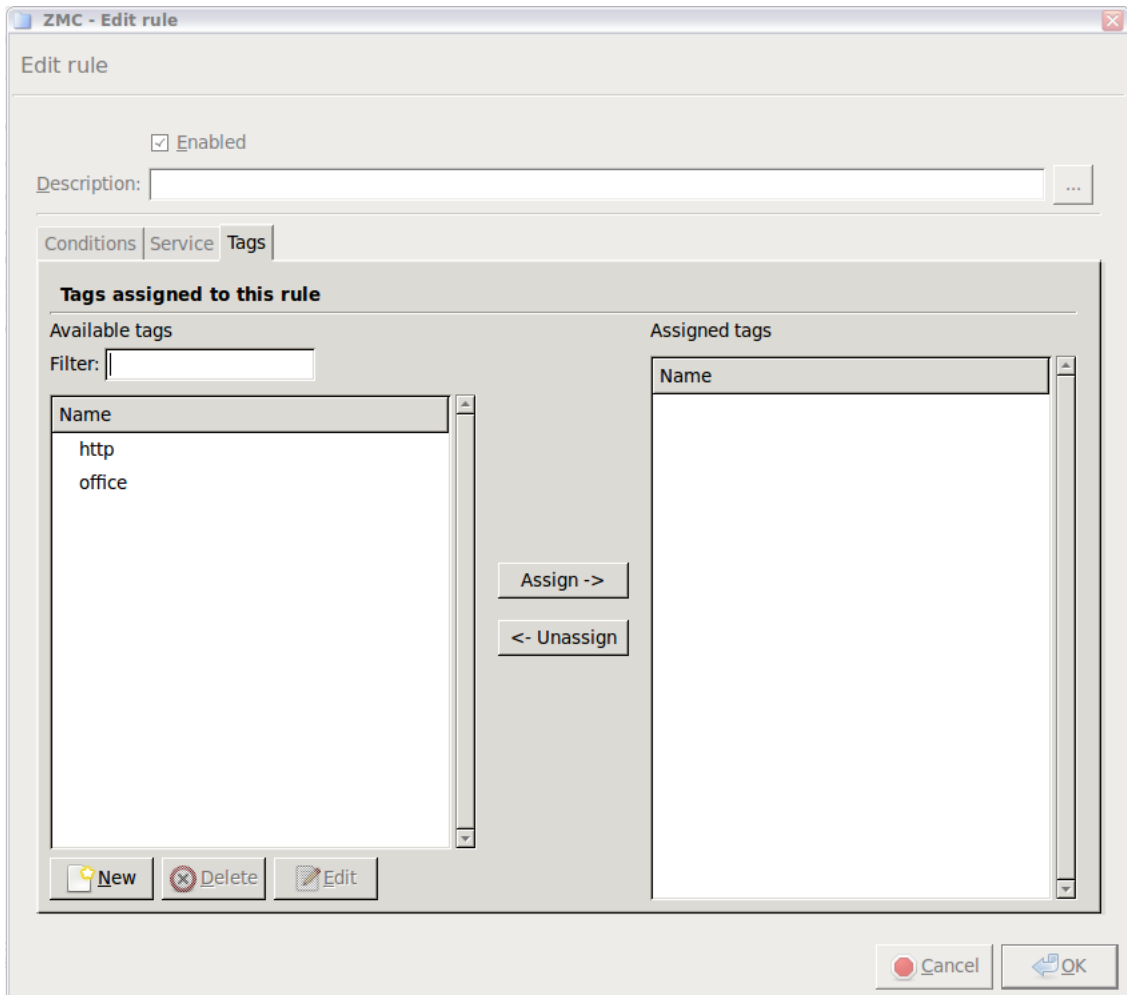 ZMC - Edit rule
Edit rule
Enabled
Description:
...
Conditions Service Tags
Tags assigned to this rule
Available tags
Filter:
Name
http
office
Assign ->
<- Unassign
Assigned tags
Name
New Delete Edit
Cancel OK